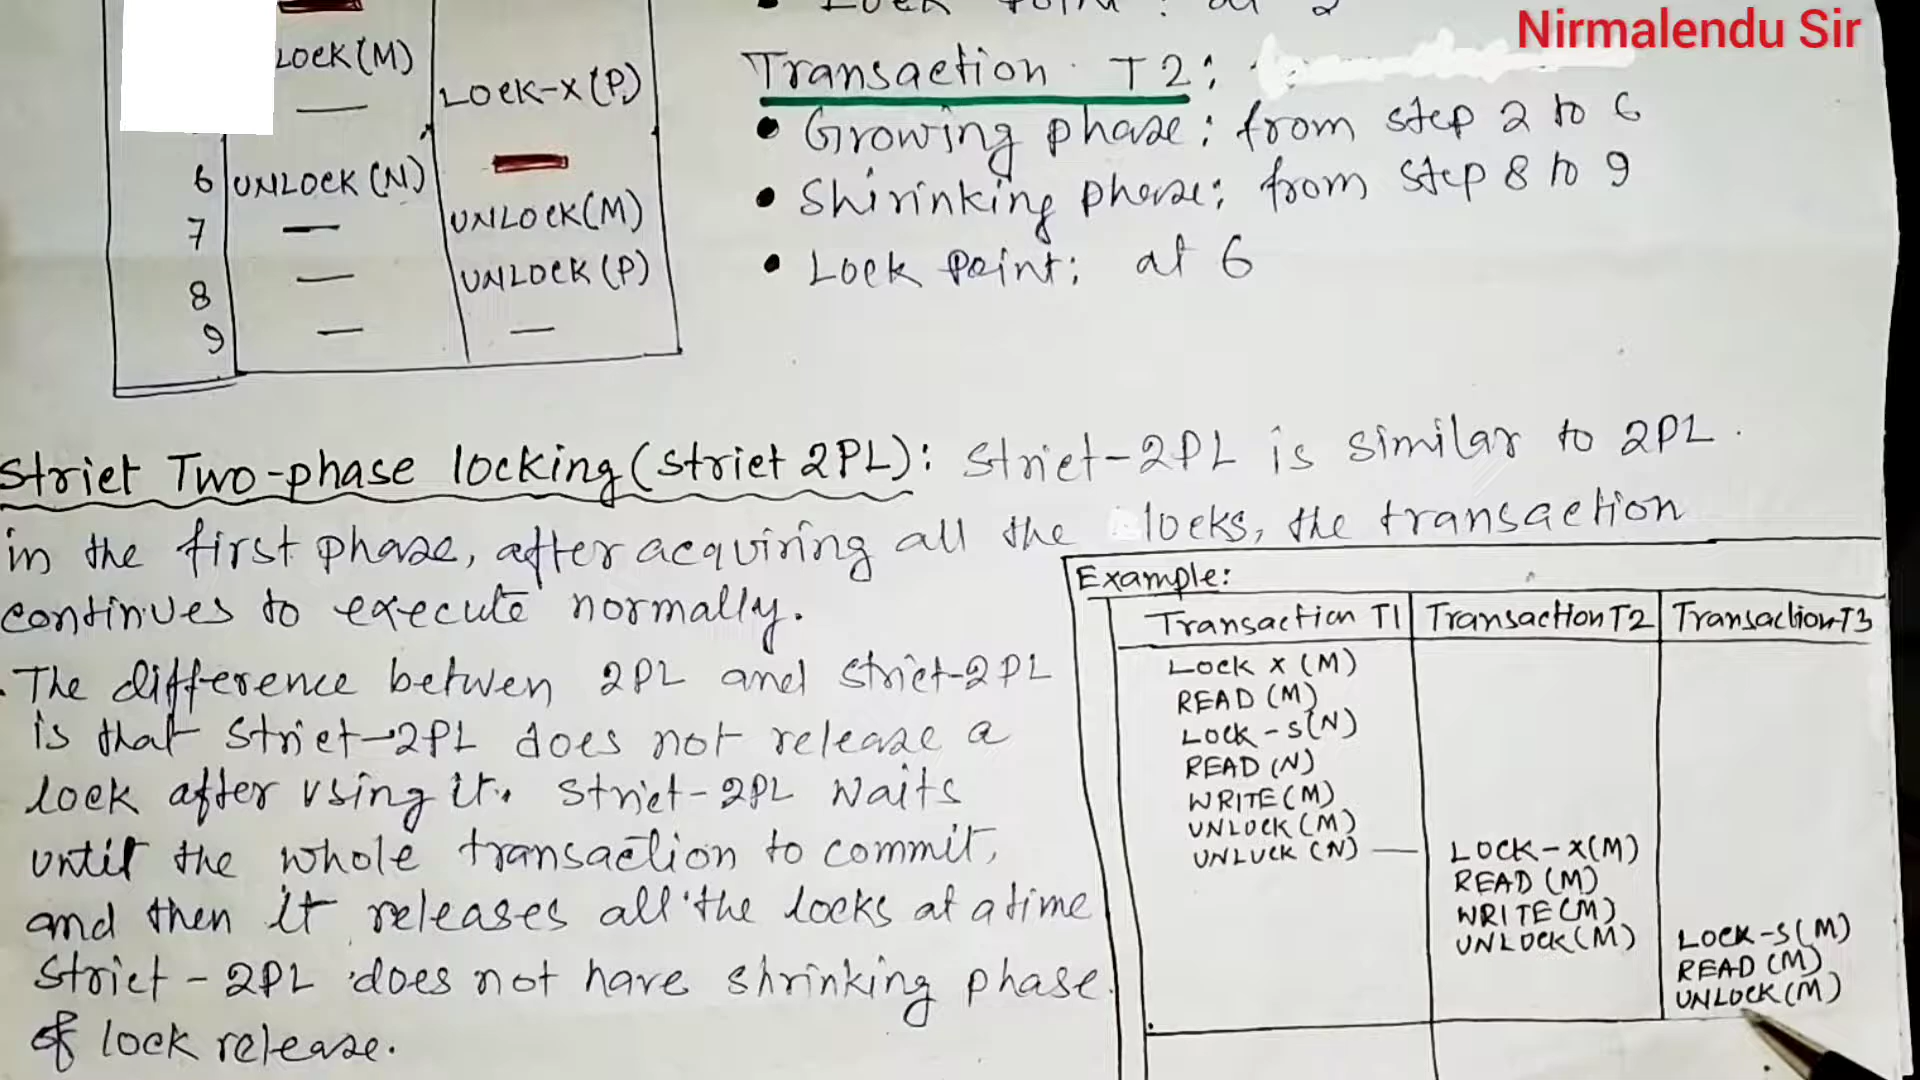 Lock Point: at 2
Nirmalendu Sir
LOCK(M)
LOCK-X(P)
Transaction T2:
• Growing phase: from step 2 to 6
6 UNLOCK (N)
• Shirinking phase: from step 8 to 9
7 UNLOCK(M)
8 UNLOCK (P)
• Lock Point: at 6
9
Strict Two-phase locking (strict 2PL): Strict-2PL is similar to 2PL.
in the first phase, after acquiring all the locks, the transaction
continues to execute normally.
. The difference betwen 2PL and strict-2PL
is that strict-2PL does not release a
lock after using it. Strict-2PL waits
until the whole transaction to commit,
and then it releases all the locks at a time
Strict-2PL does not have shrinking phase
of lock release.
Example:
Transaction T1 Transaction T2 Transaction-T3
LOCK X (M)
READ (M)
LOCK-S(N)
READ (N)
WRITE (M)
UNLOCK (M)
UNLUCK (N) — LOCK-X(M)
READ (M)
WRITE (M)
UNLOCK (M) LOCK-S(M)
READ (M)
UNLOCK (M)